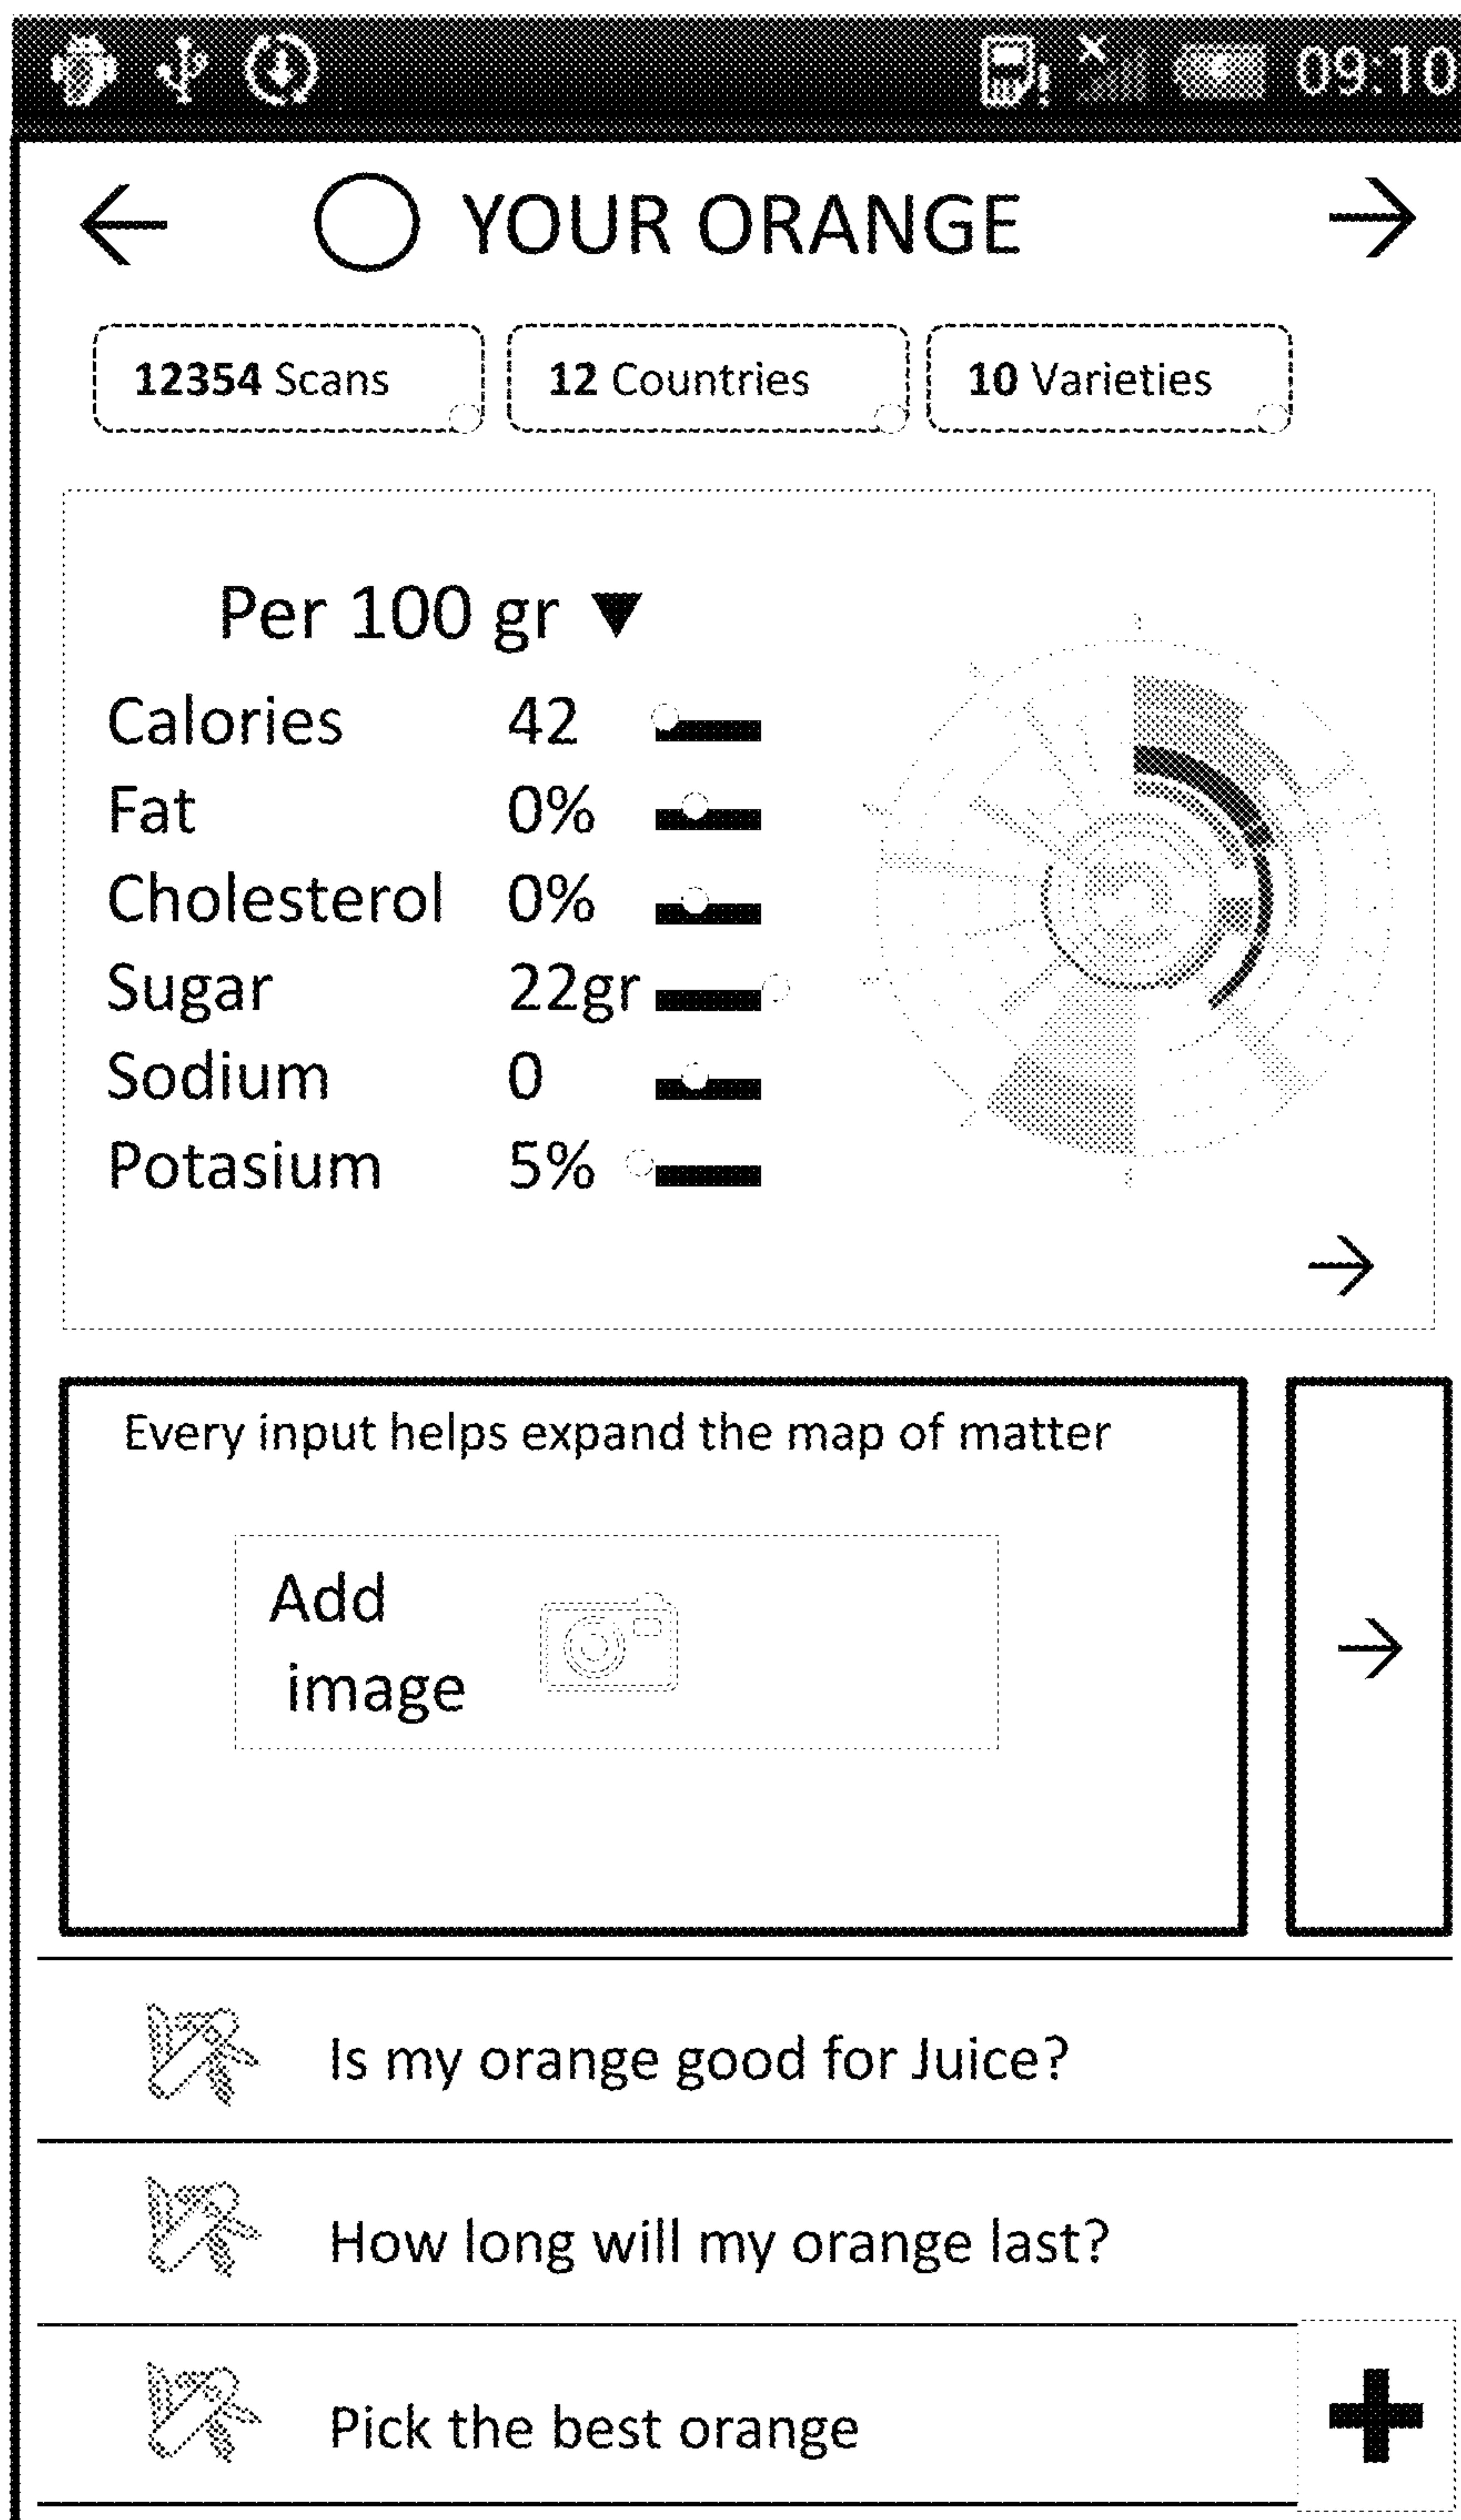 09:10
YOUR ORANGE
12354 Scans 12 Countries 10 Varieties
Per 100 gr
Calories 42
Fat 0%
Cholesterol 0%
Sugar 22gr
Sodium 0
Potasium 5%
Every input helps expand the map of matter
Add
image
Is my orange good for Juice?
How long will my orange last?
Pick the best orange